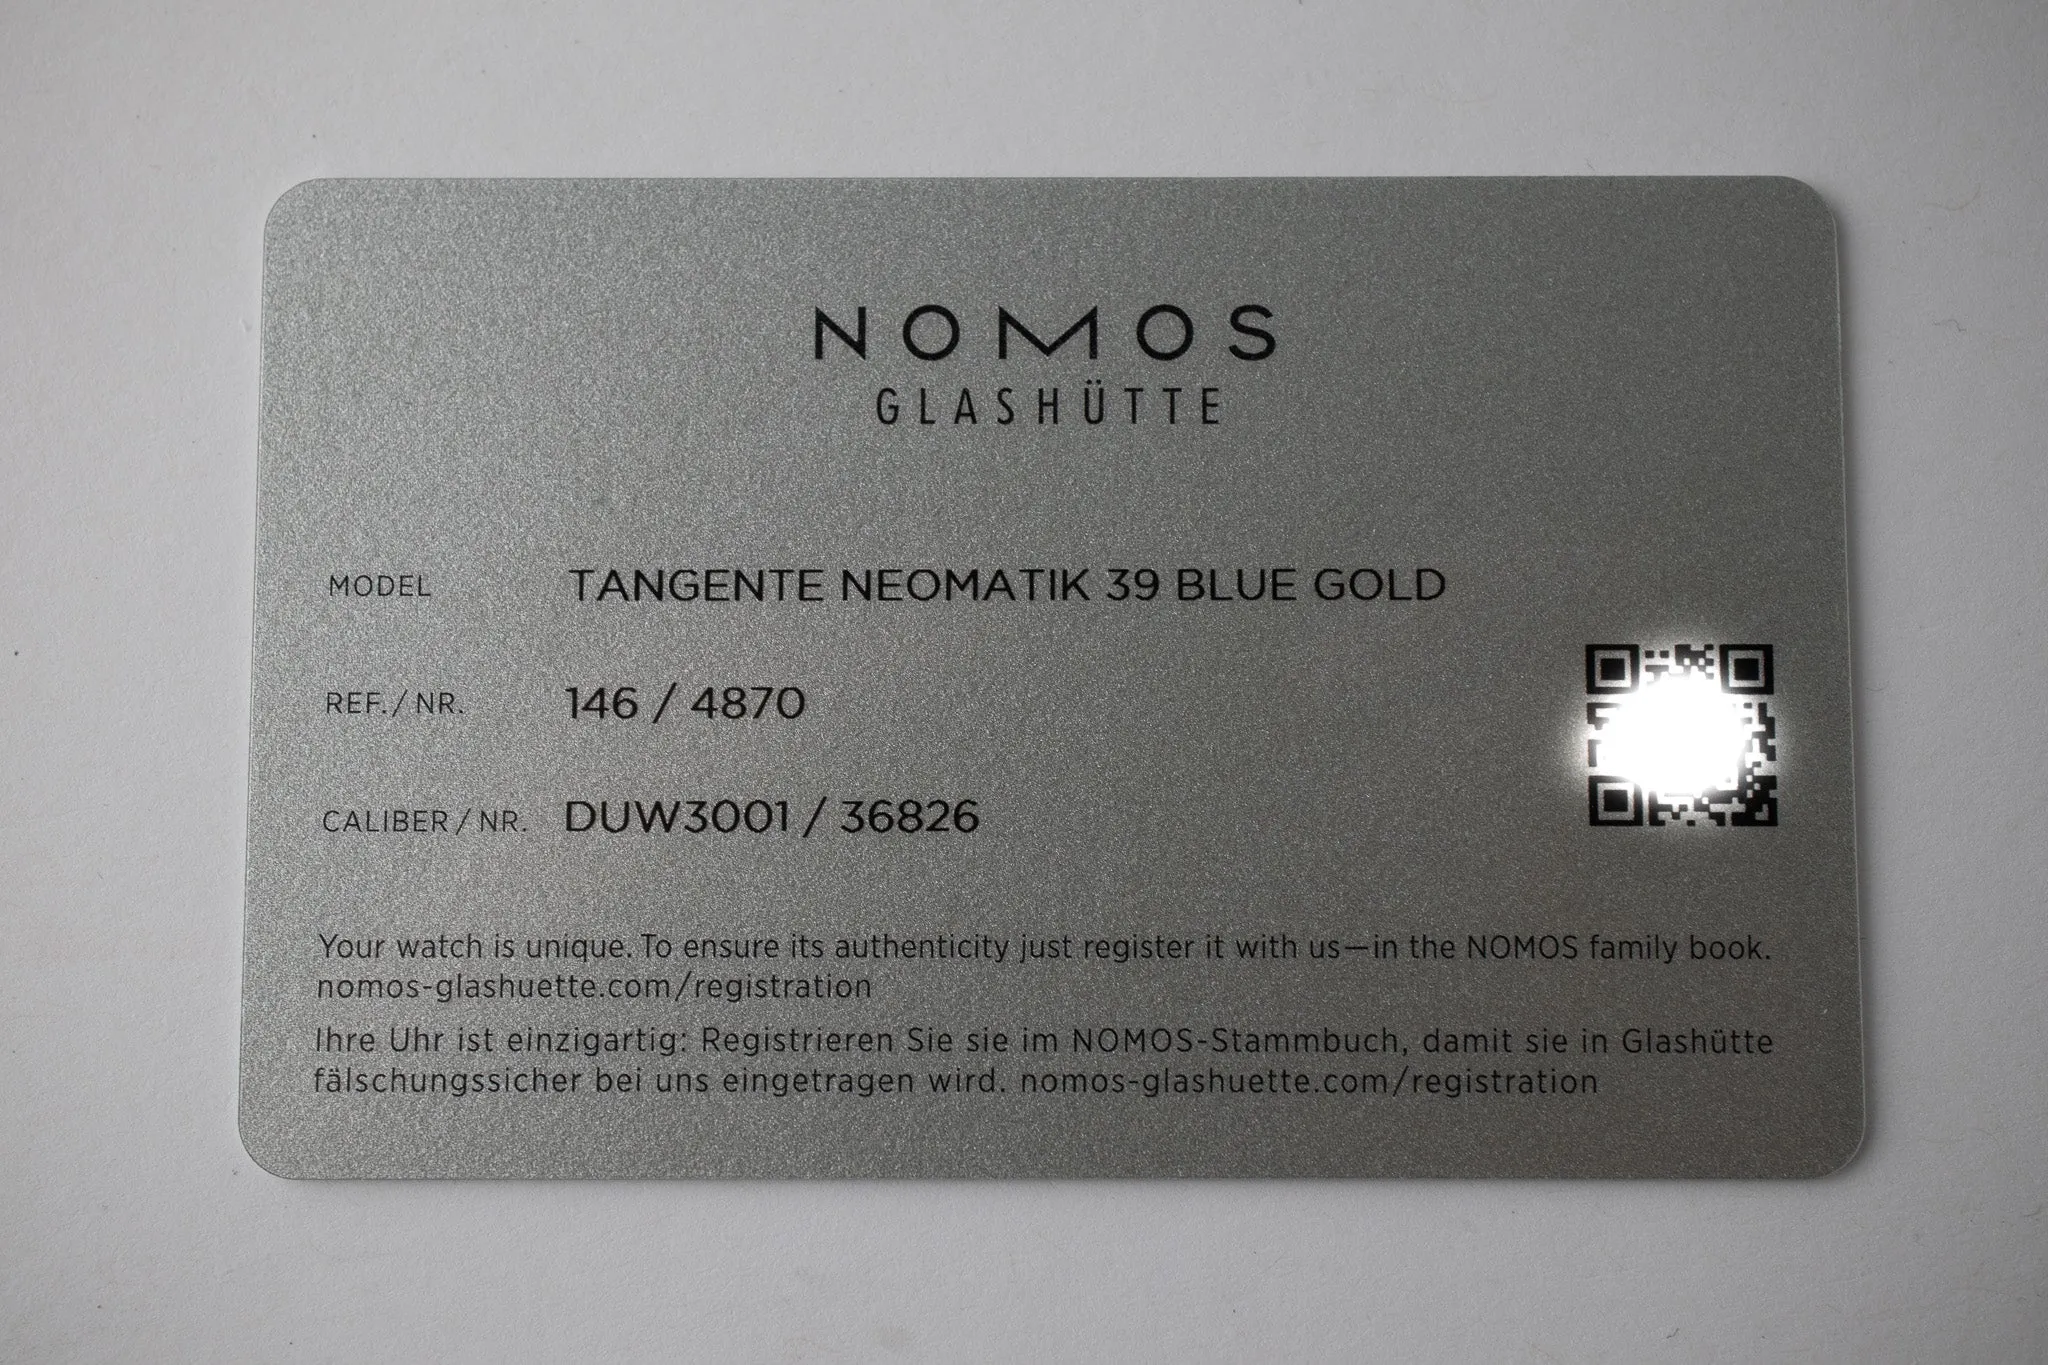 NOMOS
GLASHÜTTE
MODEL TANGENTE NEOMATIK 39 BLUE GOLD
REF./NR. 146 / 4870
CALIBER/NR. DUW3001 / 36826
Your watch is unique. To ensure its authenticity just register it with us—in the NOMOS family book.
nomos-glashuette.com/registration
Ihre Uhr ist einzigartig: Registrieren Sie sie im NOMOS-Stammbuch, damit sie in Glashütte
fälschungssicher bei uns eingetragen wird. nomos-glashuette.com/registration